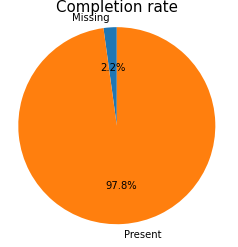 Completion rate
Missing
2.2%
97.8%
Present